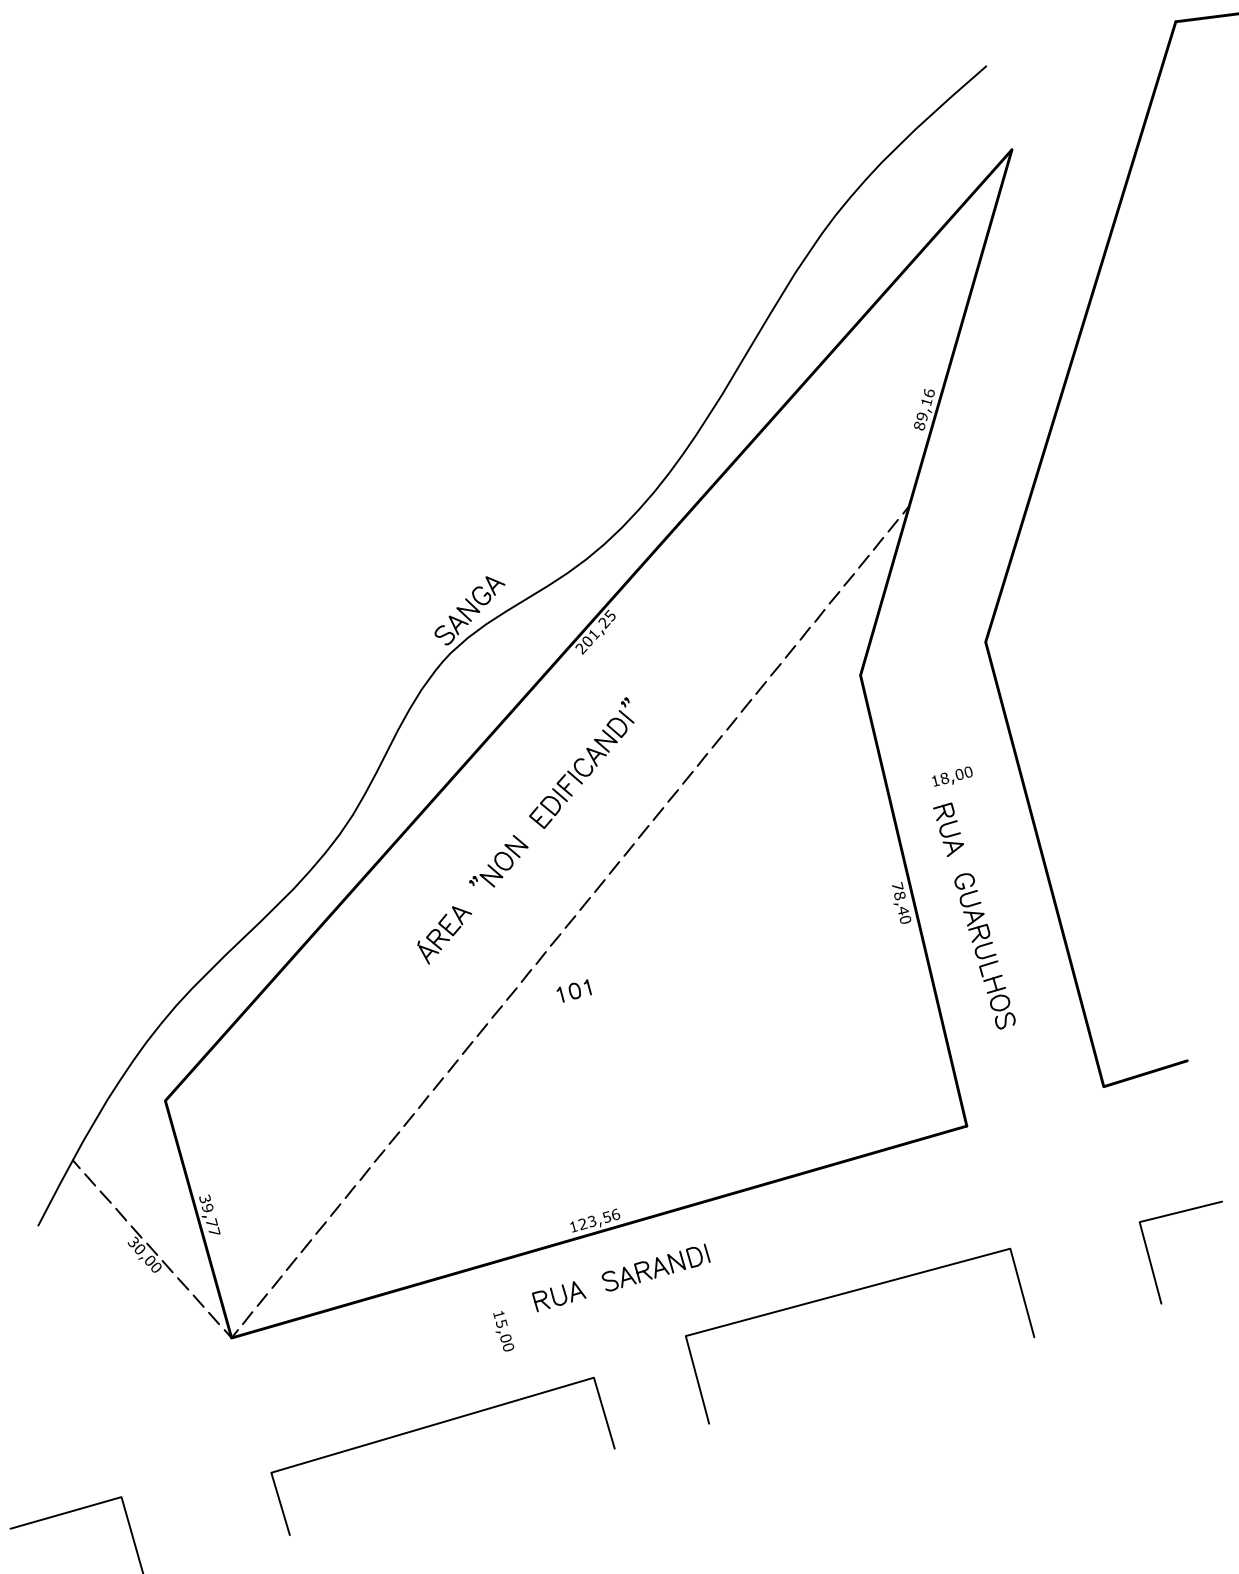 89,16
SANGA
201,25
ÁREA "NON EDIFICANDI"
18,00
RUA GUARULHOS
78,40
101
39,77
30,00
123,56
RUA SARANDI
15,00